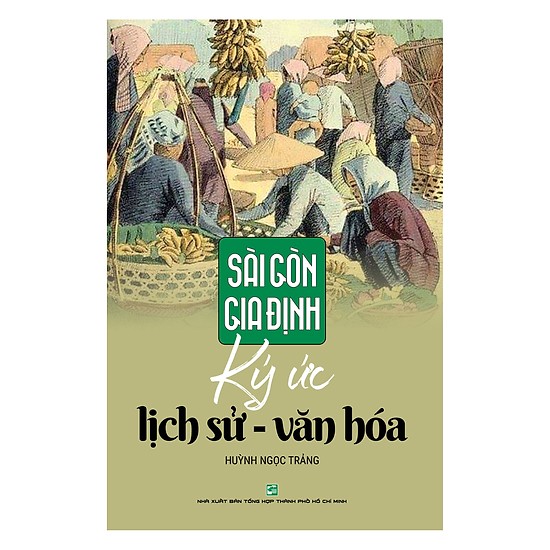 SÀI GÒN
GIA ĐỊNH
Ký ức
lịch sử - văn hóa
HUỲNH NGỌC TRẢNG
NHÀ XUẤT BẢN TỔNG HỢP THÀNH PHỐ HỒ CHÍ MINH